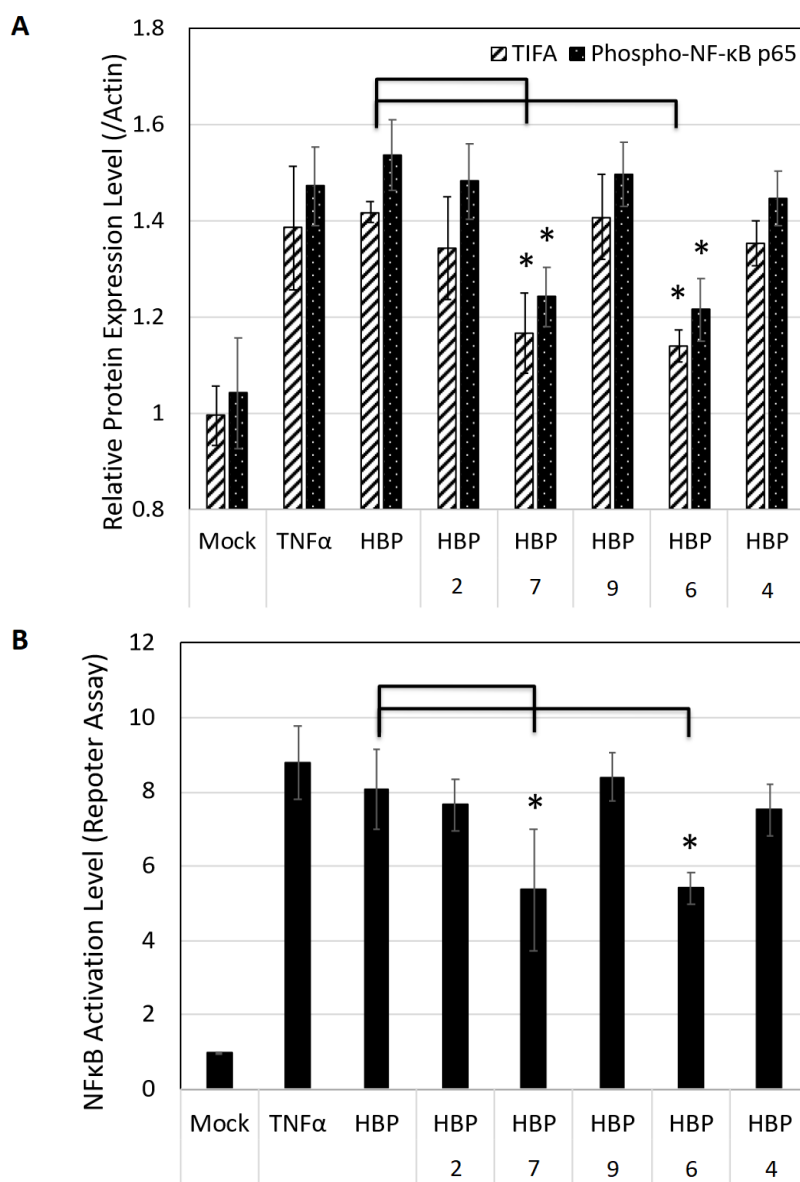 A
Relative Protein Expression Level (/Actin)
1.8
1.6
1.4
1.2
1
0.8
TIFA Phospho-NF-κB p65
* * * *
Mock TNFα HBP HBP HBP HBP HBP HBP
2 7 9 6 4
B
NFκB Activation Level (Repoter Assay)
12
10
8
6
4
2
0
* *
Mock TNFα HBP HBP HBP HBP HBP HBP
2 7 9 6 4